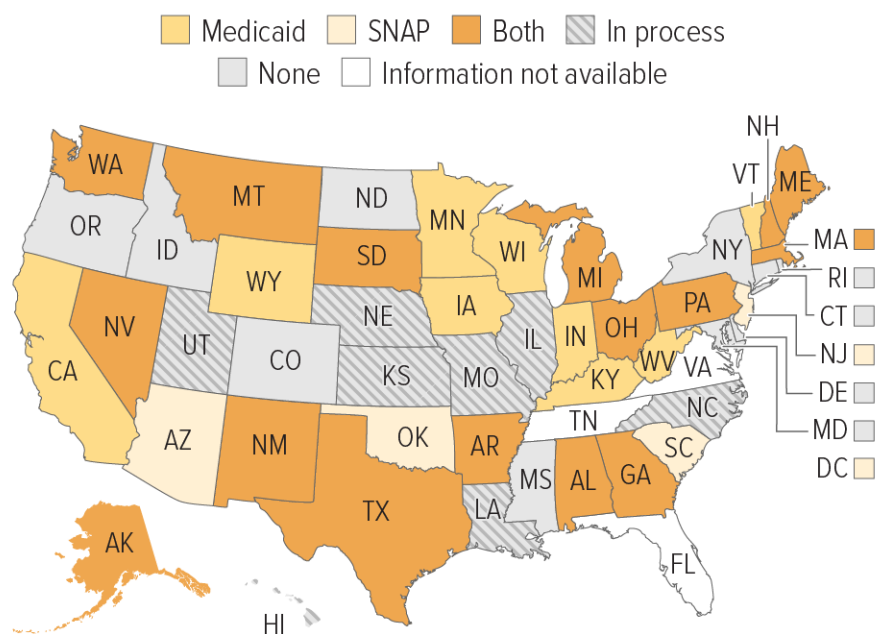 Medicaid SNAP Both In process
None Information not available
NH
VT
ME
WA
MT
ND
MN
OR
ID
WI
NY
MA
SD
MI
RI
WY
IA
PA
CT
NV
NE
IL
IN
OH
NJ
UT
CO
WV
VA
DE
CA
KS
MO
KY
MD
TN
NC
DC
AZ
NM
OK
AR
SC
MS
AL
GA
TX
LA
AK
FL
HI